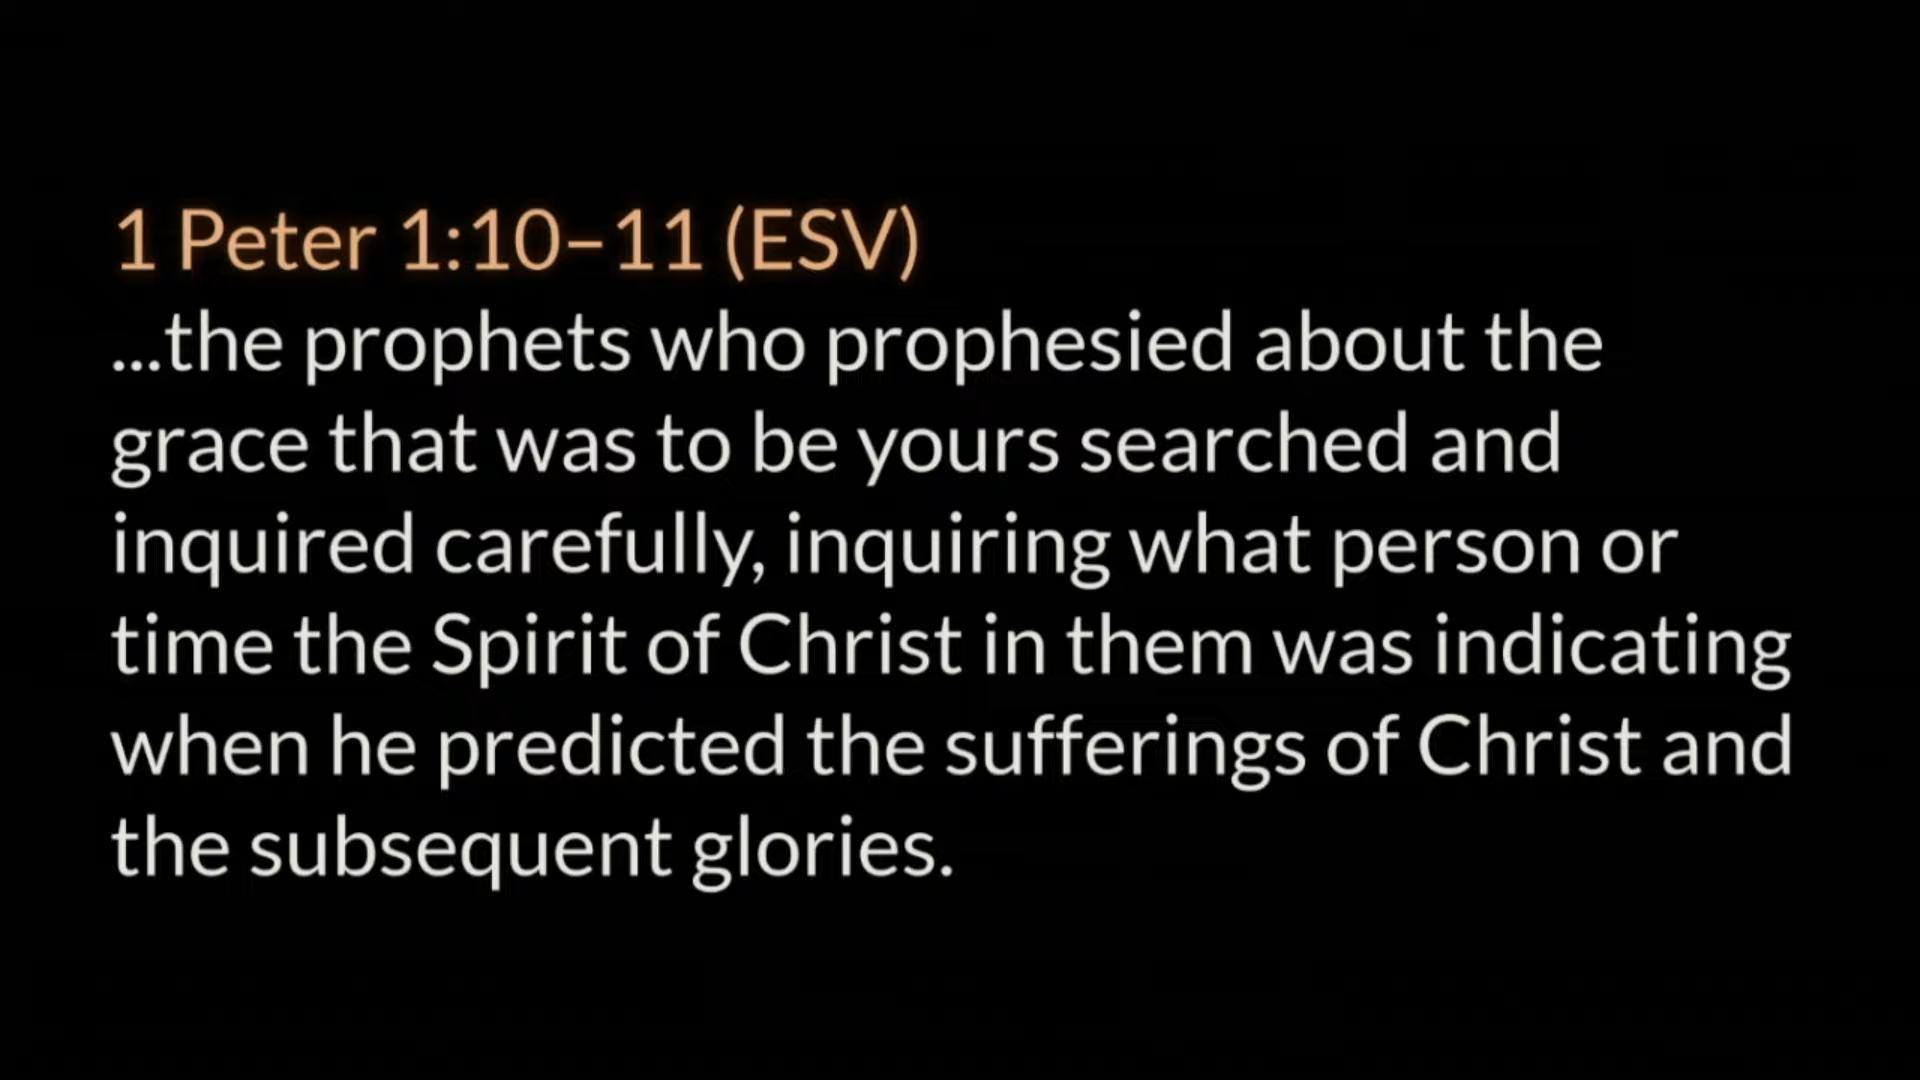 1 Peter 1:10–11 (ESV)
...the prophets who prophesied about the
grace that was to be yours searched and
inquired carefully, inquiring what person or
time the Spirit of Christ in them was indicating
when he predicted the sufferings of Christ and
the subsequent glories.